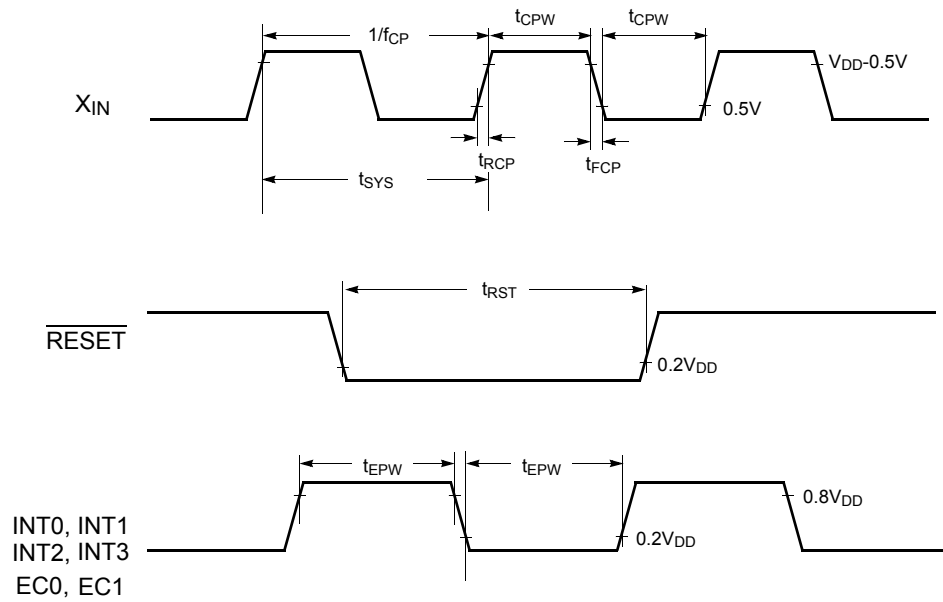 1/fCP tCPW tCPW
VDD-0.5V
XIN 0.5V
tRCP tFCP
tSYS
tRST
RESET
0.2VDD
tEPW tEPW
0.8VDD
INT0, INT1
0.2VDD
INT2, INT3
EC0, EC1